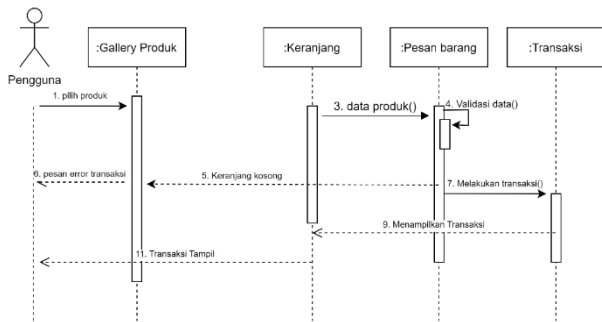 :Gallery Produk
:Keranjang
:Pesan barang
:Transaksi
Pengguna
1. pilih produk
3. data produk()
4. Validasi data()
5. Keranjang kosong
6. pesan error transaksi
7. Melakukan transaksi()
9. Menampilkan Transaksi
11. Transaksi Tampil